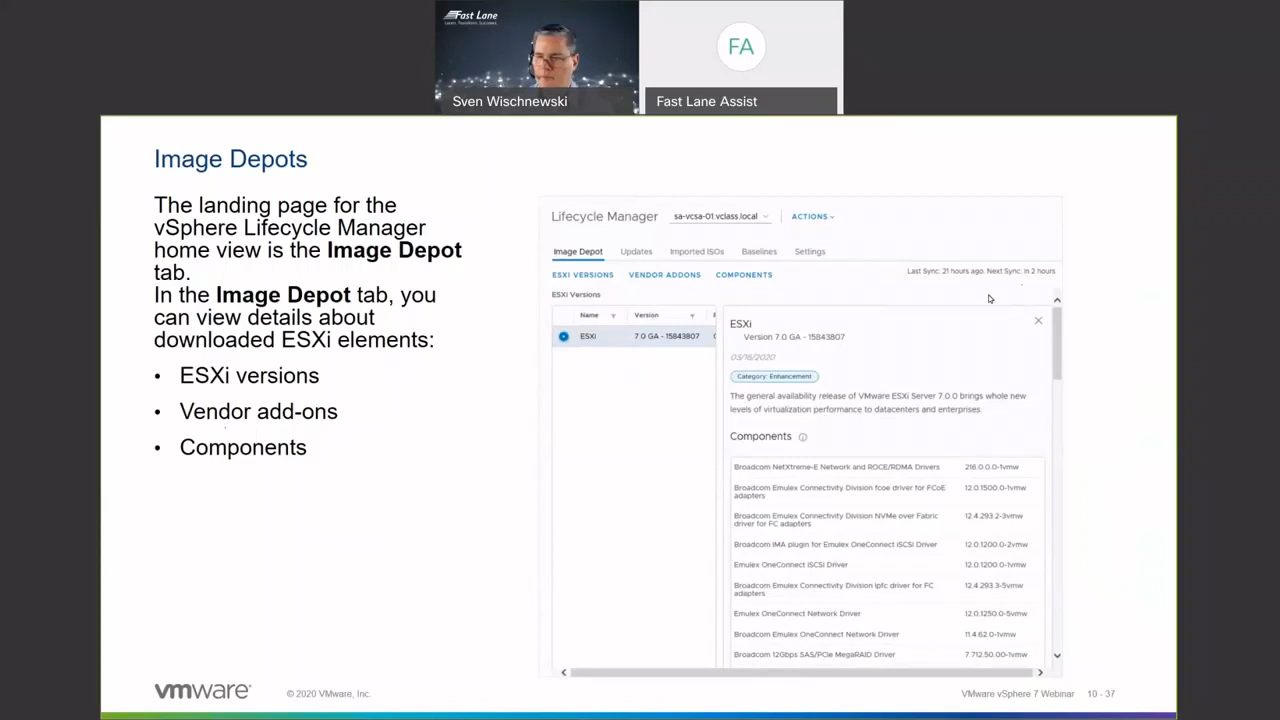 Fast Lane
Sven Wischnewski
FA
Fast Lane Assist
Image Depots
The landing page for the
vSphere Lifecycle Manager
home view is the Image Depot
tab.
In the Image Depot tab, you
can view details about
downloaded ESXi elements:
• ESXi versions
• Vendor add-ons
• Components
Lifecycle Manager
sa-vcsa-01.vclass.local
ACTIONS
Image Depot Updates Imported ISOs Baselines Settings
ESXI VERSIONS VENDOR ADDONS COMPONENTS
Last Sync: 21 hours ago. Next Sync: in 2 hours
ESXi Versions
Name Version
ESXi 7.0 GA - 15843807
ESXi
Version 7.0 GA - 15843807
03/16/2020
Category: Enhancement
The general availability release of VMware ESXi Server 7.0.0 brings whole new
levels of virtualization performance to datacenters and enterprises.
Components
Broadcom NetXtreme-E Network and ROCE/RDMA Drivers 216.0.0.0-1vmw
Broadcom Emulex Connectivity Division fcoe driver for FCoE 12.0.1500.0-1vmw
adapters
Broadcom Emulex Connectivity Division NVMe over Fabric 12.4.293.2-3vmw
driver for FC adapters
Broadcom IMA plugin for Emulex OneConnect iSCSI Driver 12.0.1200.0-2vmw
Emulex OneConnect iSCSI Driver 12.0.1200.0-1vmw
Broadcom Emulex Connectivity Division lpfc driver for FC 12.4.293.3-5vmw
adapters
Emulex OneConnect Network Driver 12.0.1250.0-5vmw
Broadcom Emulex OneConnect Network Driver 11.4.62.0-1vmw
Broadcom 12Gbps SAS/PCIe MegaRAID Driver 7.712.50.00-1vmw
vmware
© 2020 VMware, Inc.
VMware vSphere 7 Webinar 10 - 37